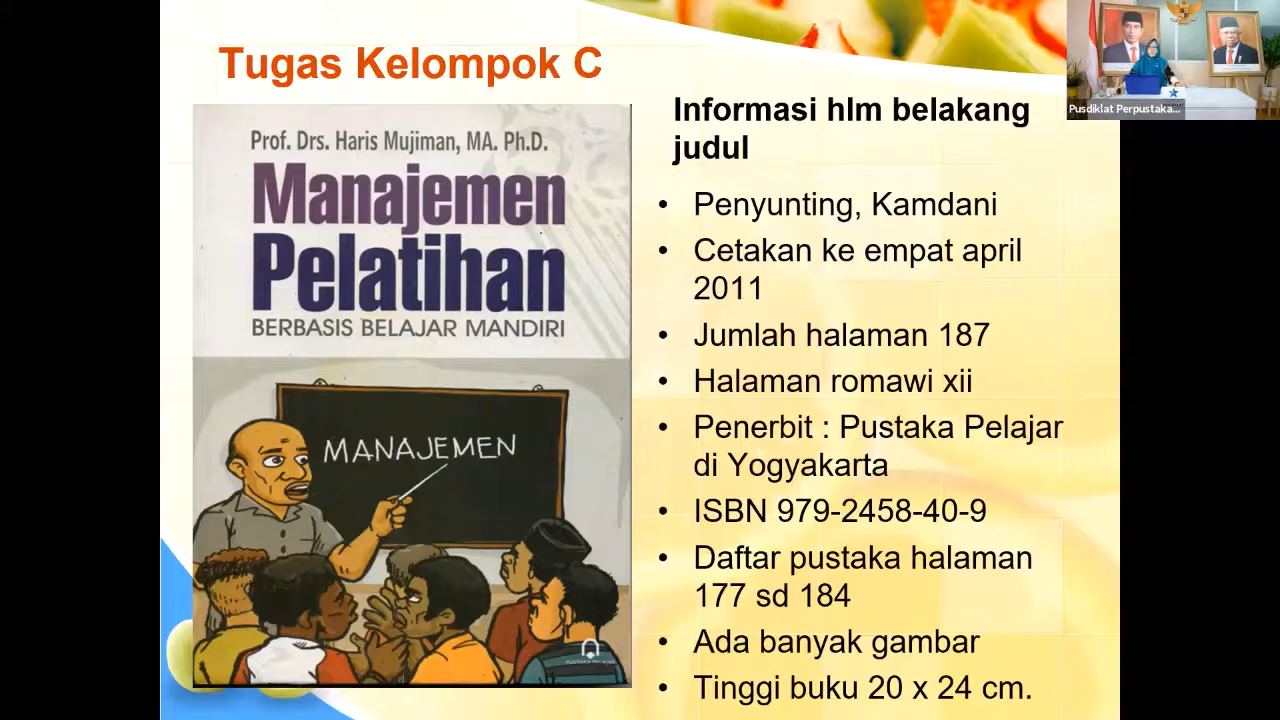 Tugas Kelompok C
Prof. Drs. Haris Mujiman, MA. Ph.D.
Manajemen
Pelatihan
BERBASIS BELAJAR MANDIRI
MANAJEMEN
Informasi hlm belakang
judul
• Penyunting, Kamdani
• Cetakan ke empat april
2011
• Jumlah halaman 187
• Halaman romawi xii
• Penerbit : Pustaka Pelajar
di Yogyakarta
• ISBN 979-2458-40-9
• Daftar pustaka halaman
177 sd 184
• Ada banyak gambar
• Tinggi buku 20 x 24 cm.
Pusdiklat Perpustaka...